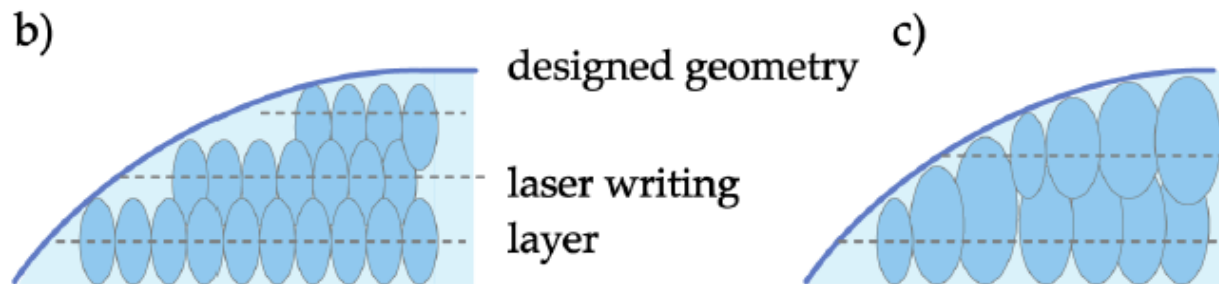 b)
designed geometry
c)
laser writing
layer